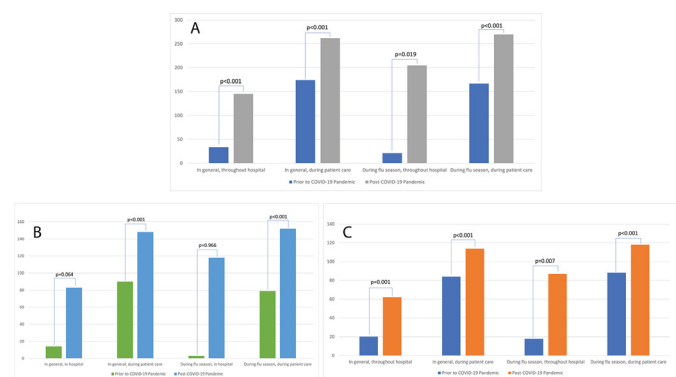 A
300
250
200
150
100
50
0
p<0.001
p<0.001
p=0.019
p<0.001
In general, throughout hospital
In general, during patient care
During flu season, throughout hospital
During flu season, during patient care
Prior to COVID-19 Pandemic
Post-COVID-19 Pandemic
B
160
140
120
100
80
60
40
20
0
p=0.064
p<0.001
p=0.966
p<0.001
In general, in hospital
In general, during patient care
During flu season, in hospital
During flu season, during patient care
Prior to COVID-19 Pandemic
Post-COVID-19 Pandemic
C
140
120
100
80
60
40
20
0
p=0.001
p<0.001
p=0.007
p<0.001
In general, throughout hospital
In general, during patient care
During flu season, throughout hospital
During flu season, during patient care
Prior to COVID-19 Pandemic
Post-COVID-19 Pandemic